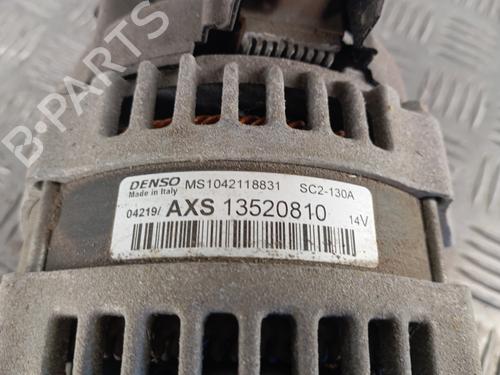 B-PARTS
DENSO MS1042118831 SC2-130A
Made in Italy
04219/ AXS 13520810 14V